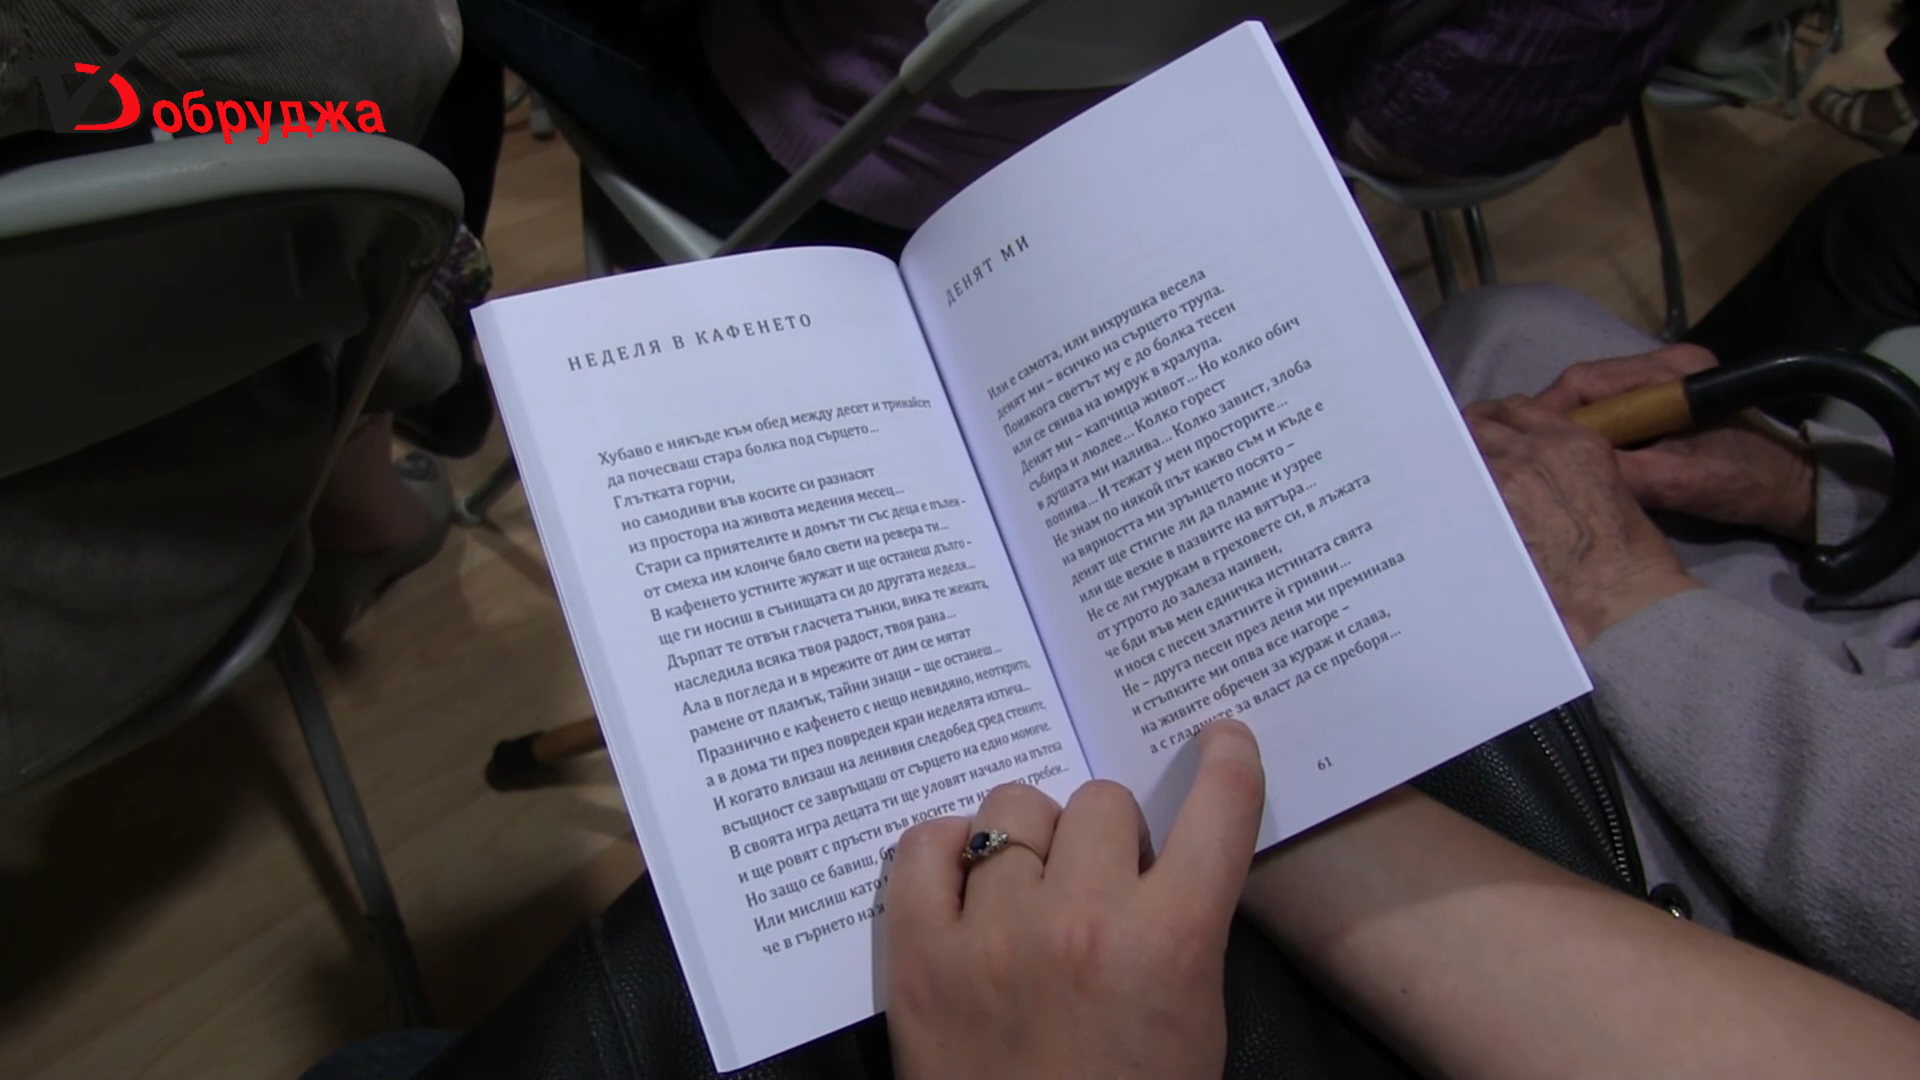 Добруджа
НЕДЕЛЯ В КАФЕНЕТО
Хубаво е някъде към обед между десет и тринайсет
да почесваш стара болка под сърцето...
Глътката горчи,
но самодиви във косите си разнасят
из простора на живота медения месец...
Стари са приятелите и домът ти със деца е пълен –
от смеха им клонче бяло свети на ревера ти...
В кафенето устните жужат и ще останеш дълго –
ще ги носиш в сънищата си до другата неделя...
Дърпат те отвън гласчета тънки, вика те жената,
наследила всяка твоя радост, твоя рана...
Ала в погледа и в мрежите от дим се мятат
рамене от пламък, тайни знаци – ще останеш...
Празнично е кафенето с нещо невидяно, неоткрито,
а в дома ти през повреден кран неделята изтича...
И когато влизаш на ленивия следобед сред стените,
всъщност се завръщаш от сърцето на едно момиче.
В своята игра децата ти ще уловят начало на пътека
и ще ровят с пръсти във косите ти на гребен...
Но защо се бавиш,
Или мислиш като
че в гърнето на
ДЕНЯТ МИ
Или е самота, или вихрушка весела
денят ми – всичко на сърцето трупа.
Понякога светът му е до болка тесен
или се свива на юмрук в хралупа.
Денят ми – капчица живот... Но колко обич
събира и люлее... Колко горест
в душата ми налива... Колко завист, злоба
попива... И тежат у мен просторите...
Не знам по някой път какво съм и къде е
на вярността ми зрънцето посято –
денят ще стигне ли да пламне и узрее
или ще вехне в пазвите на вятъра...
Не се ли гмуркам в греховете си, в лъжата
от утрото до залеза наивен,
че бди във мен единичка истината свята
и нося с песен златните ѝ гривни...
Не – друга песен през деня ми преминава
и стъпките ми опва все нагоре –
на живите обречен за кураж и слава,
а с гладните за власт да се преборя...
61